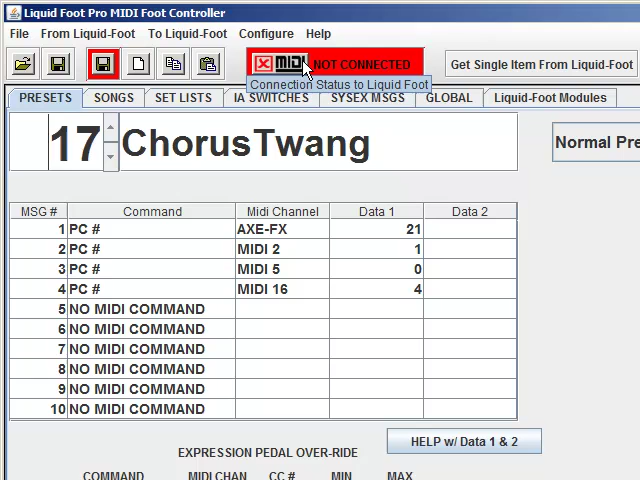 Liquid Foot Pro MIDI Foot Controller
File From Liquid-Foot To Liquid-Foot Configure Help
MIDI NOT CONNECTED Get Single Item From Liquid-Foot
Connection Status to Liquid Foot
PRESETS SONGS SET LISTS IA SWITCHES SYSEX MSGS GLOBAL Liquid-Foot Modules
17 ChorusTwang Normal Pre
MSG # Command Midi Channel Data 1 Data 2
1 PC # AXE-FX 21
2 PC # MIDI 2 1
3 PC # MIDI 5 0
4 PC # MIDI 16 4
5 NO MIDI COMMAND
6 NO MIDI COMMAND
7 NO MIDI COMMAND
8 NO MIDI COMMAND
9 NO MIDI COMMAND
10 NO MIDI COMMAND
HELP w/ Data 1 & 2
EXPRESSION PEDAL OVER-RIDE
COMMAND MIDI CHAN CC # MIN MAX